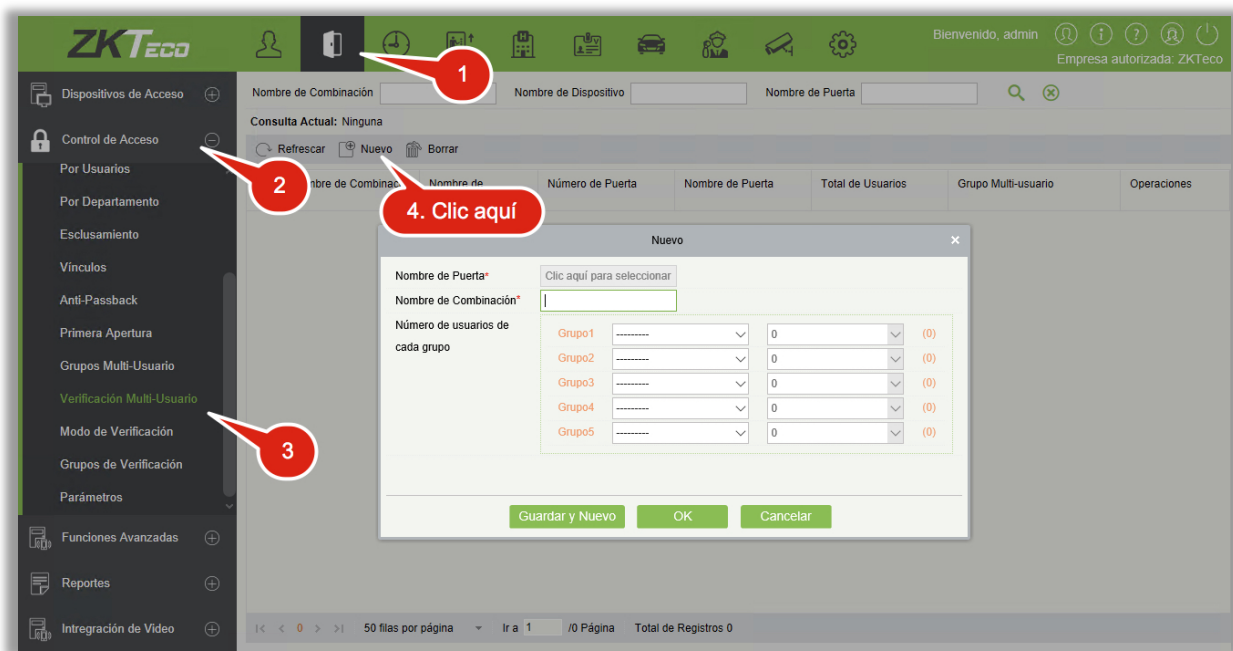 ZKTECO
Bienvenido, admin
Empresa autorizada: ZKTeco
1
Dispositivos de Acceso
Control de Acceso
Por Usuarios
Por Departamento
Esclusamiento
Vínculos
Anti-Passback
Primera Apertura
Grupos Multi-Usuario
Verificación Multi-Usuario
Modo de Verificación
Grupos de Verificación
Parámetros
Funciones Avanzadas
Reportes
Intregración de Video
2
3
Nombre de Combinación
Nombre de Dispositivo
Nombre de Puerta
Consulta Actual: Ninguna
Refrescar Nuevo Borrar
Nombre de Número de Puerta Nombre de Puerta Total de Usuarios Grupo Multi-usuario Operaciones
4. Clic aquí
Nuevo
Nombre de Puerta* Clic aquí para seleccionar
Nombre de Combinación*
Número de usuarios de
cada grupo
Grupo1 --------- 0 (0)
Grupo2 --------- 0 (0)
Grupo3 --------- 0 (0)
Grupo4 --------- 0 (0)
Grupo5 --------- 0 (0)
Guardar y Nuevo OK Cancelar
|< < 0 > >| 50 filas por página Ir a 1 /0 Página Total de Registros 0